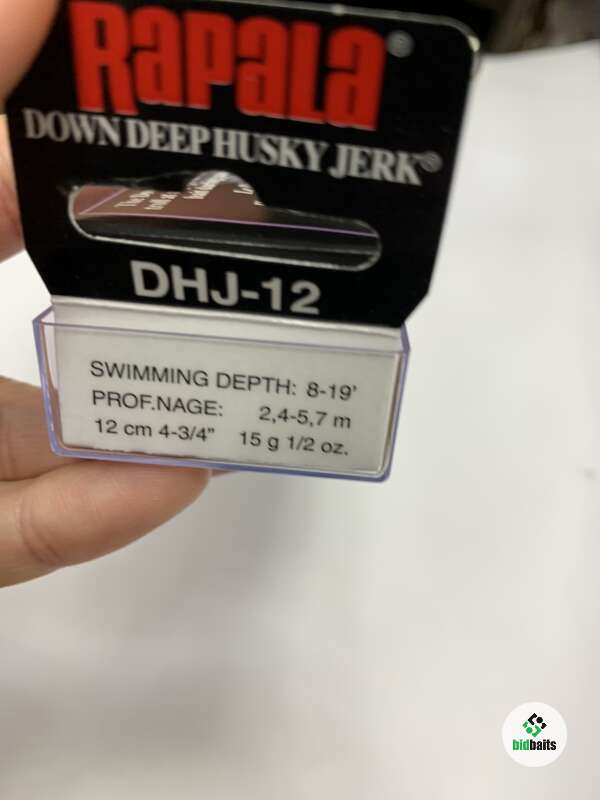 RAPALA®
DOWN DEEP HUSKY JERK®
DHJ-12
SWIMMING DEPTH: 8-19'
PROF.NAGE: 2,4-5,7 m
12 cm 4-3/4" 15 g 1/2 oz.
bidbaits